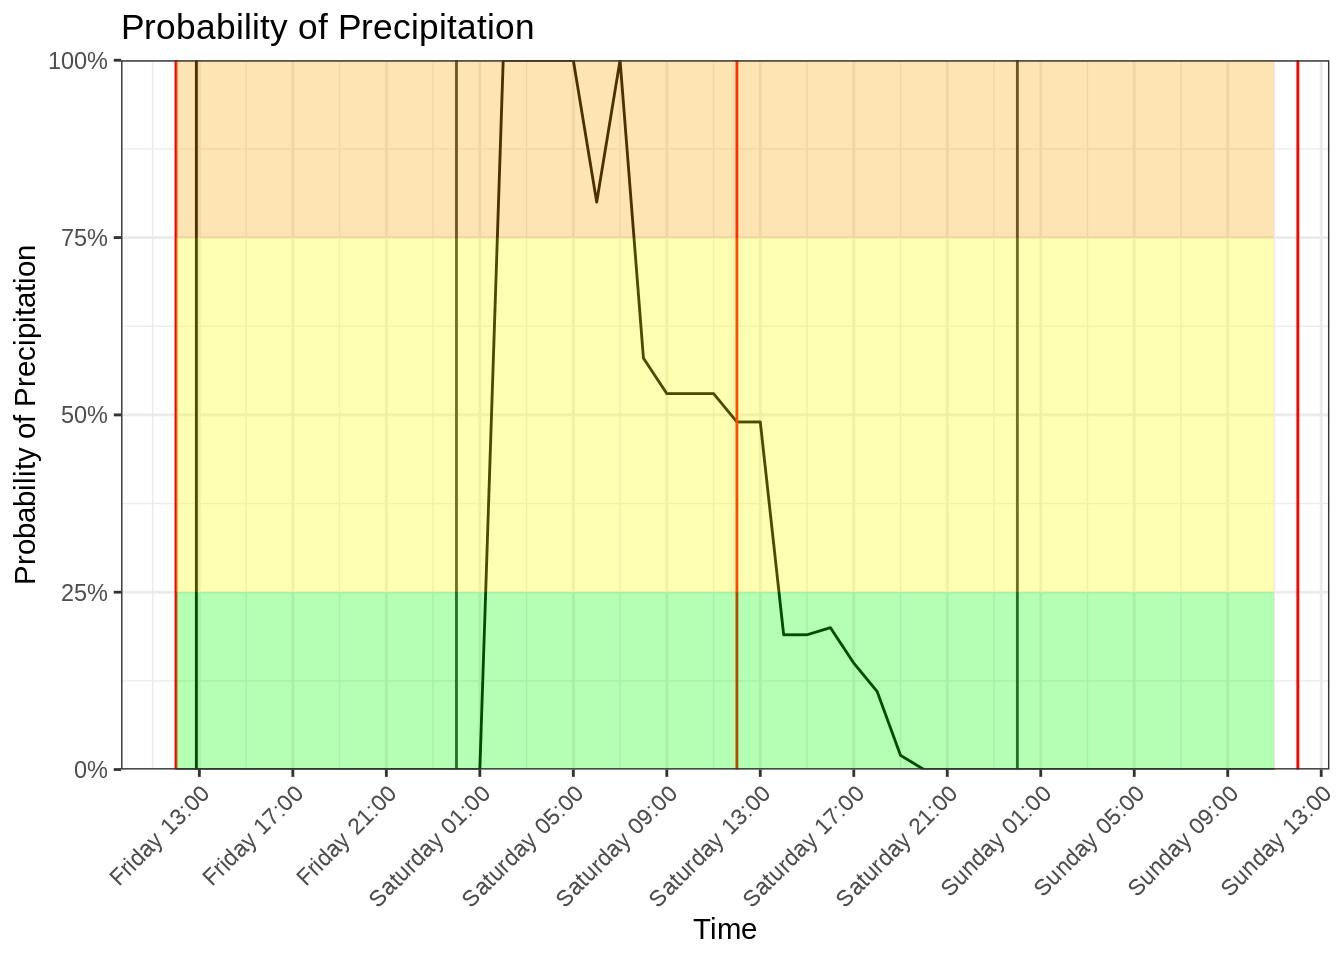 Probability of Precipitation
Probability of Precipitation
100%
75%
50%
25%
0%
Friday 13:00
Friday 17:00
Friday 21:00
Saturday 01:00
Saturday 05:00
Saturday 09:00
Saturday 13:00
Saturday 17:00
Saturday 21:00
Sunday 01:00
Sunday 05:00
Sunday 09:00
Sunday 13:00
Time